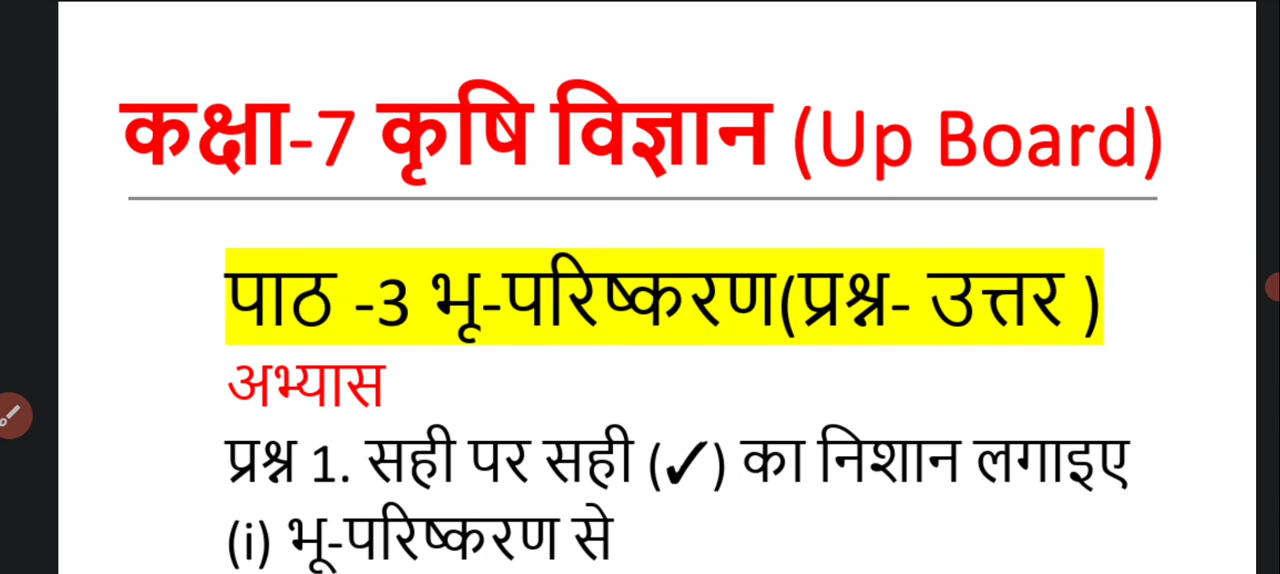 कक्षा-7 कृषि विज्ञान (Up Board)
पाठ -3 भू-परिष्करण(प्रश्न- उत्तर )
अभ्यास
प्रश्न 1. सही पर सही (✓) का निशान लगाइए
(i) भू-परिष्करण से